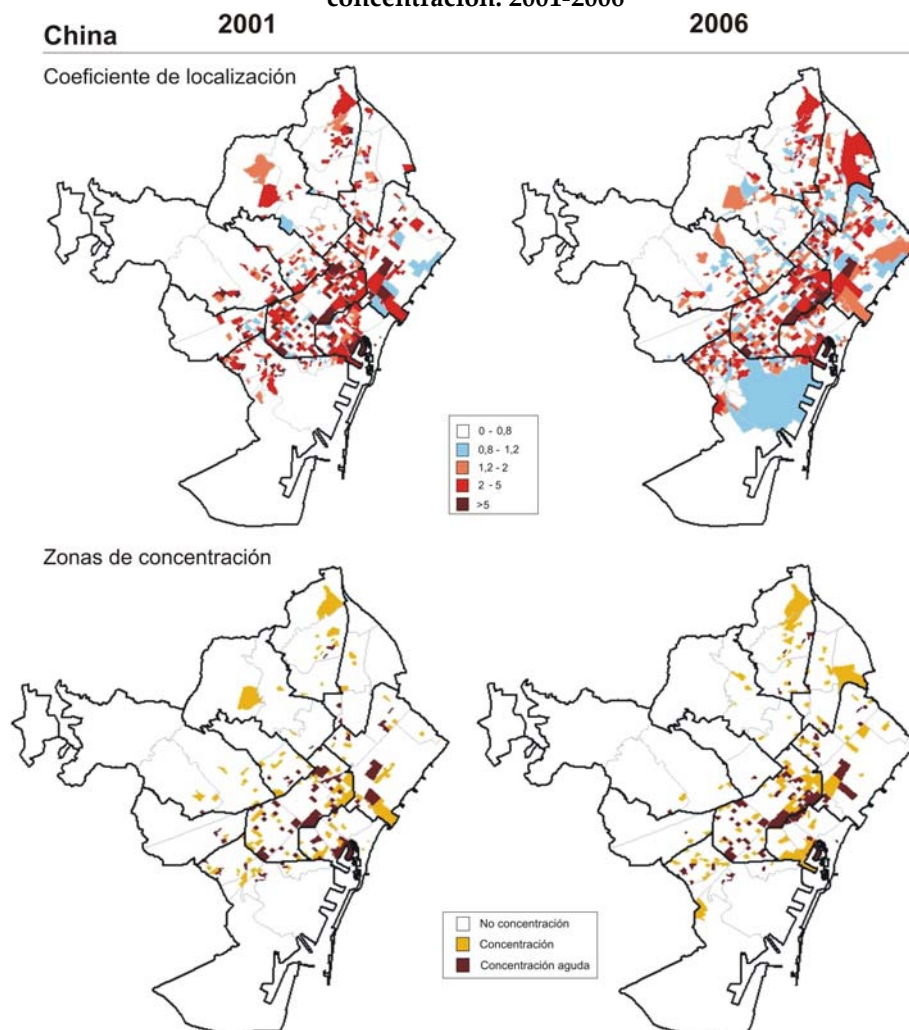 concentración. 2001-2006
China 2001 2006
Coeficiente de localización
0 - 0,8
0,8 - 1,2
1,2 - 2
2 - 5
>5
Zonas de concentración
No concentración
Concentración
Concentración aguda